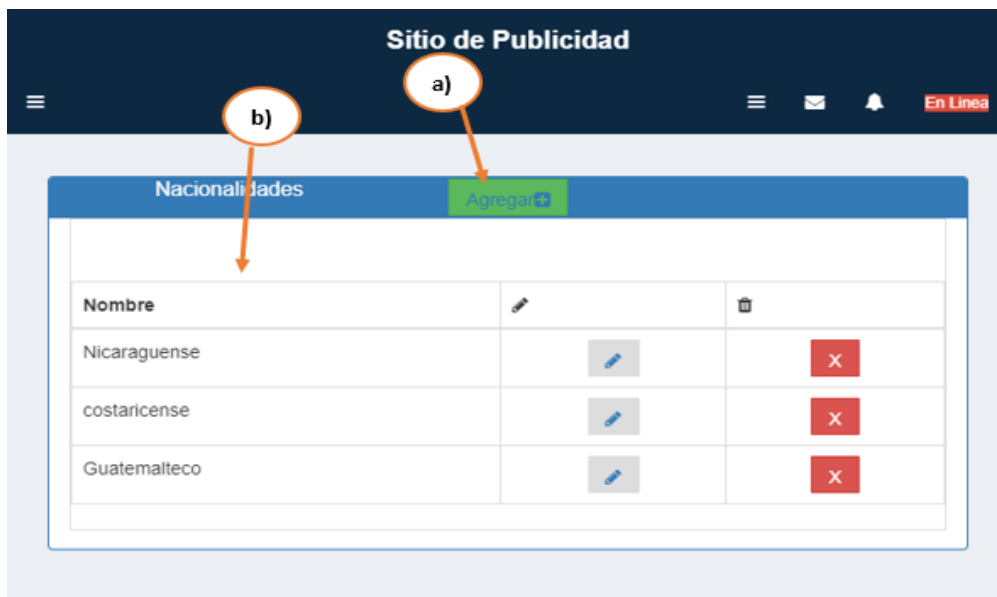 Sitio de Publicidad
a)
b)
En Linea
Nacionalidades
Agregar
Nombre
Nicaraguense
X
costaricense
X
Guatemalteco
X